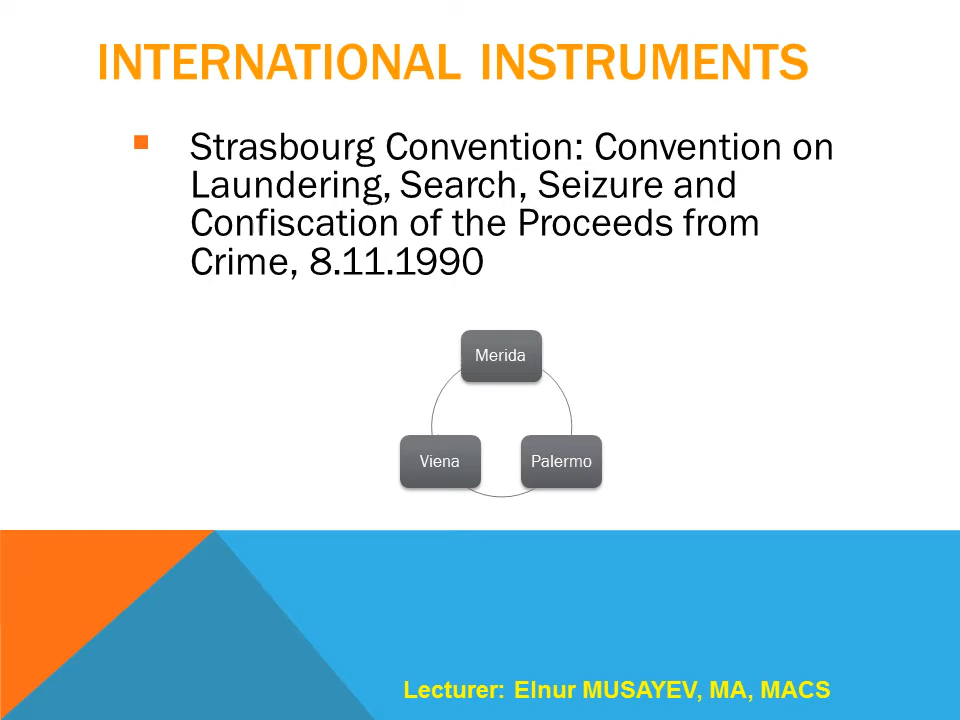 INTERNATIONAL INSTRUMENTS
Strasbourg Convention: Convention on
Laundering, Search, Seizure and
Confiscation of the Proceeds from
Crime, 8.11.1990
Merida
Viena
Palermo
Lecturer: Elnur MUSAYEV, MA, MACS